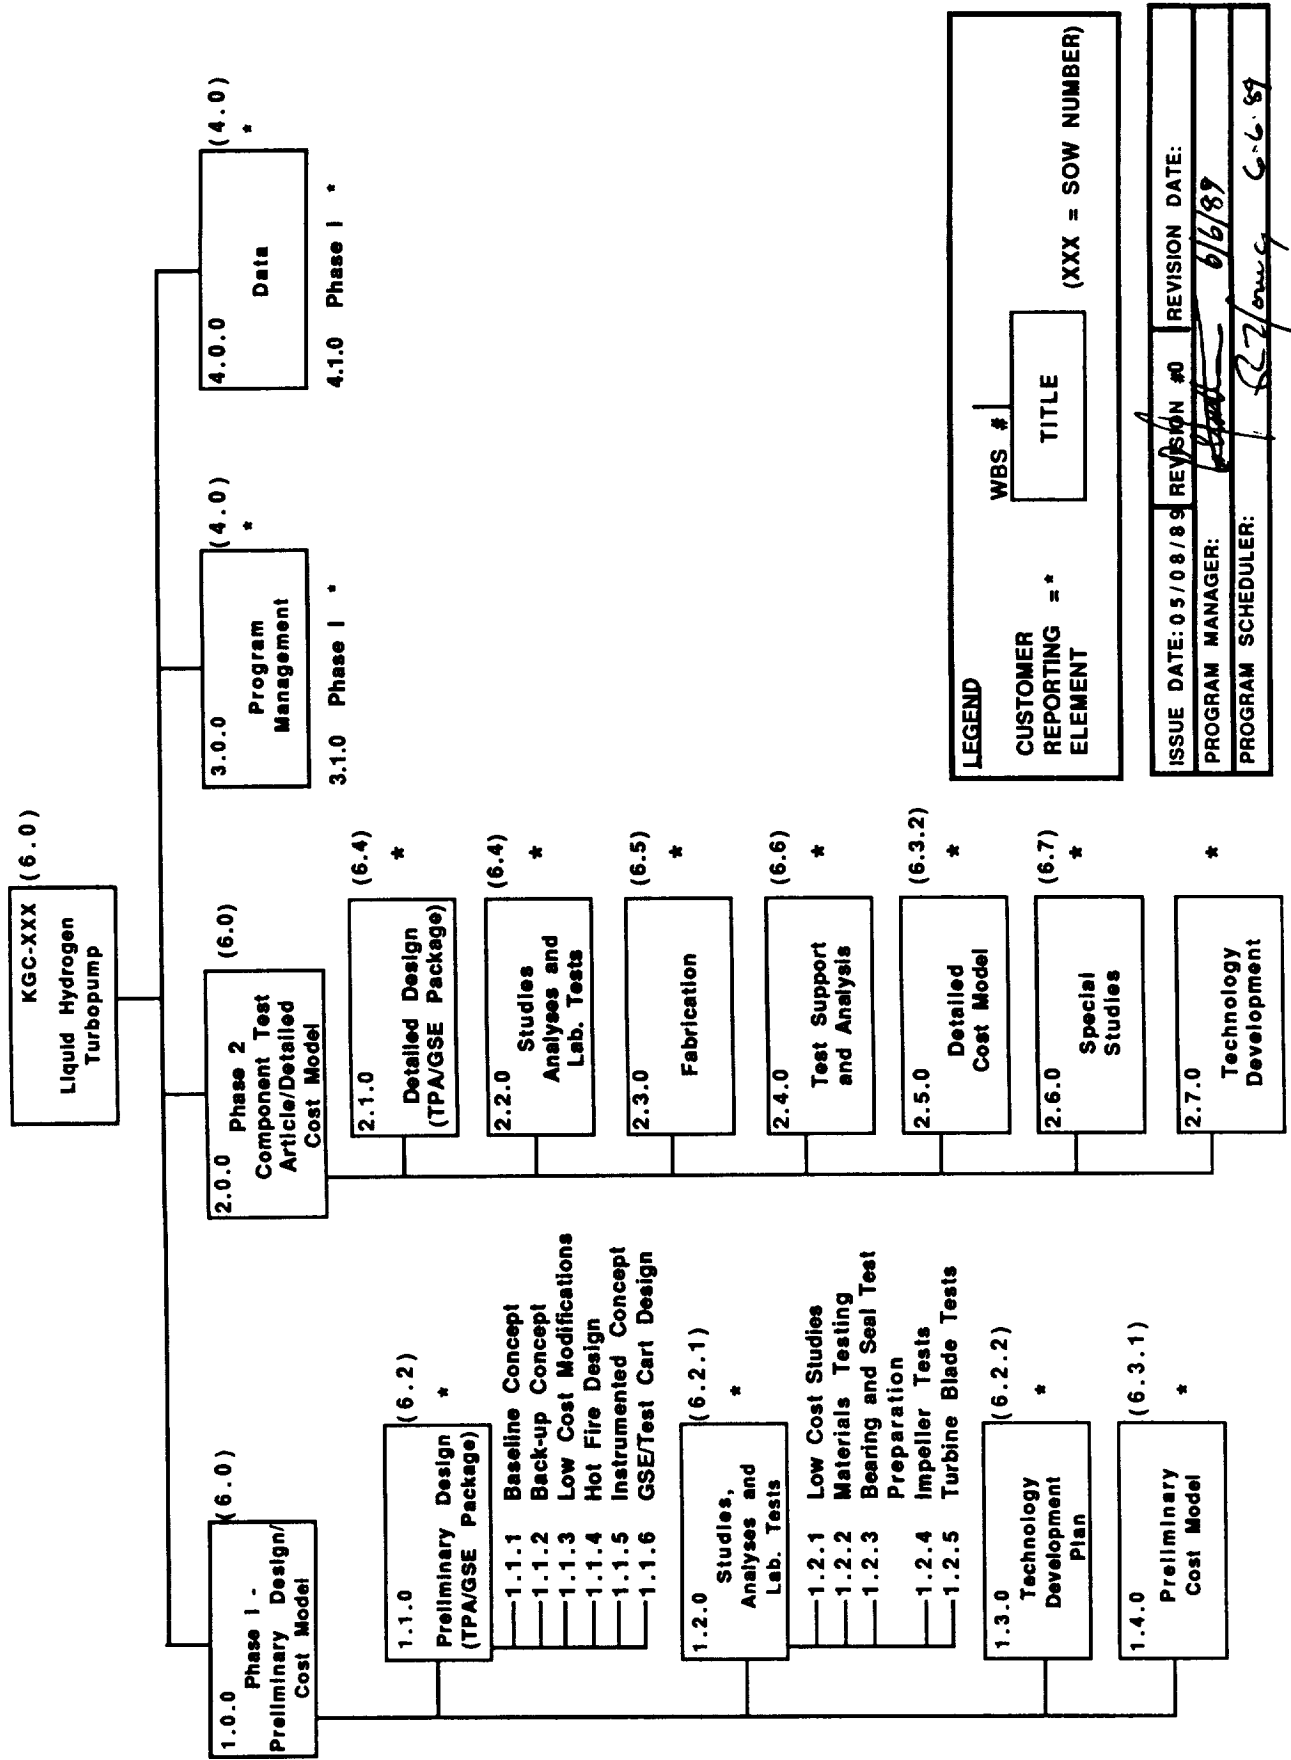 KGC-XXX (6.0)
Liquid Hydrogen
Turbopump
1.0.0 (6.0)
Phase I -
Preliminary Design/
Cost Model
1.1.0 (6.2)
Preliminary Design
(TPA/GSE Package)
*
1.1.1 Baseline Concept
1.1.2 Back-up Concept
1.1.3 Low Cost Modifications
1.1.4 Hot Fire Design
1.1.5 Instrumented Concept
1.1.6 GSE/Test Cart Design
1.2.0 (6.2.1)
Studies,
Analyses and
Lab. Tests
*
1.2.1 Low Cost Studies
1.2.2 Materials Testing
1.2.3 Bearing and Seal Test
Preparation
1.2.4 Impeller Tests
1.2.5 Turbine Blade Tests
1.3.0 (6.2.2)
Technology
Development
Plan
*
1.4.0 (6.3.1)
Preliminary
Cost Model
*
2.0.0 (6.0)
Phase 2
Component Test
Article/Detailed
Cost Model
2.1.0 (6.4)
Detailed Design
(TPA/GSE Package)
*
2.2.0 (6.4)
Studies
Analyses and
Lab. Tests
*
2.3.0 (6.5)
Fabrication
*
2.4.0 (6.6)
Test Support
and Analysis
*
2.5.0 (6.3.2)
Detailed
Cost Model
*
2.6.0 (6.7)
Special
Studies
*
2.7.0
Technology
Development
*
3.0.0 (4.0)
Program
Management
*
3.1.0 Phase I *
4.0.0 (4.0)
Data
*
4.1.0 Phase I *
LEGEND
CUSTOMER
REPORTING =*
ELEMENT
WBS #
TITLE
(XXX = SOW NUMBER)
ISSUE DATE: 05/08/89 REVISION #0 REVISION DATE:
PROGRAM MANAGER: 6/6/89
PROGRAM SCHEDULER: 6-6-89